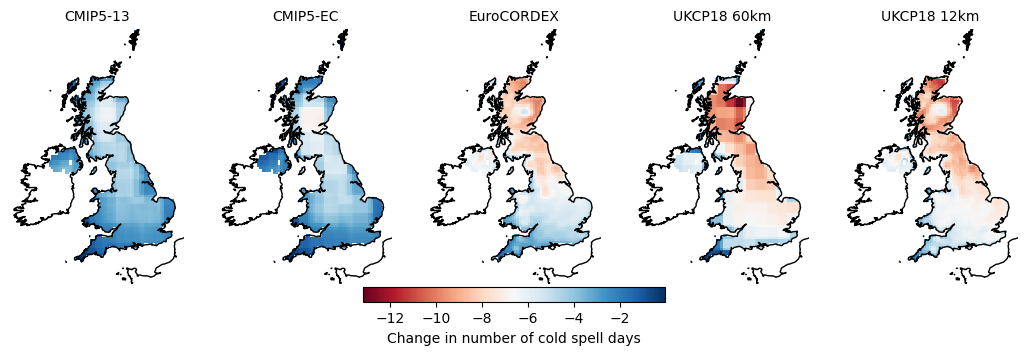 CMIP5-13 CMIP5-EC EuroCORDEX UKCP18 60km UKCP18 12km
−12 −10 −8 −6 −4 −2
Change in number of cold spell days